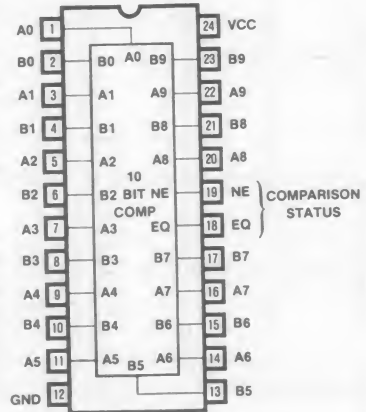 A0 1 24 VCC
B0 2 B0 A0 B9 23 B9
A1 3 A1 A9 22 A9
B1 4 B1 B8 21 B8
A2 5 A2 A8 20 A8
10
B2 6 B2 BIT NE 19 NE COMPARISON
COMP STATUS
A3 7 A3 EQ 18 EQ
B3 8 B3 B7 17 B7
A4 9 A4 A7 16 A7
B4 10 B4 B6 15 B6
A5 11 A5 B5 A6 14 A6
GND 12 13 B5